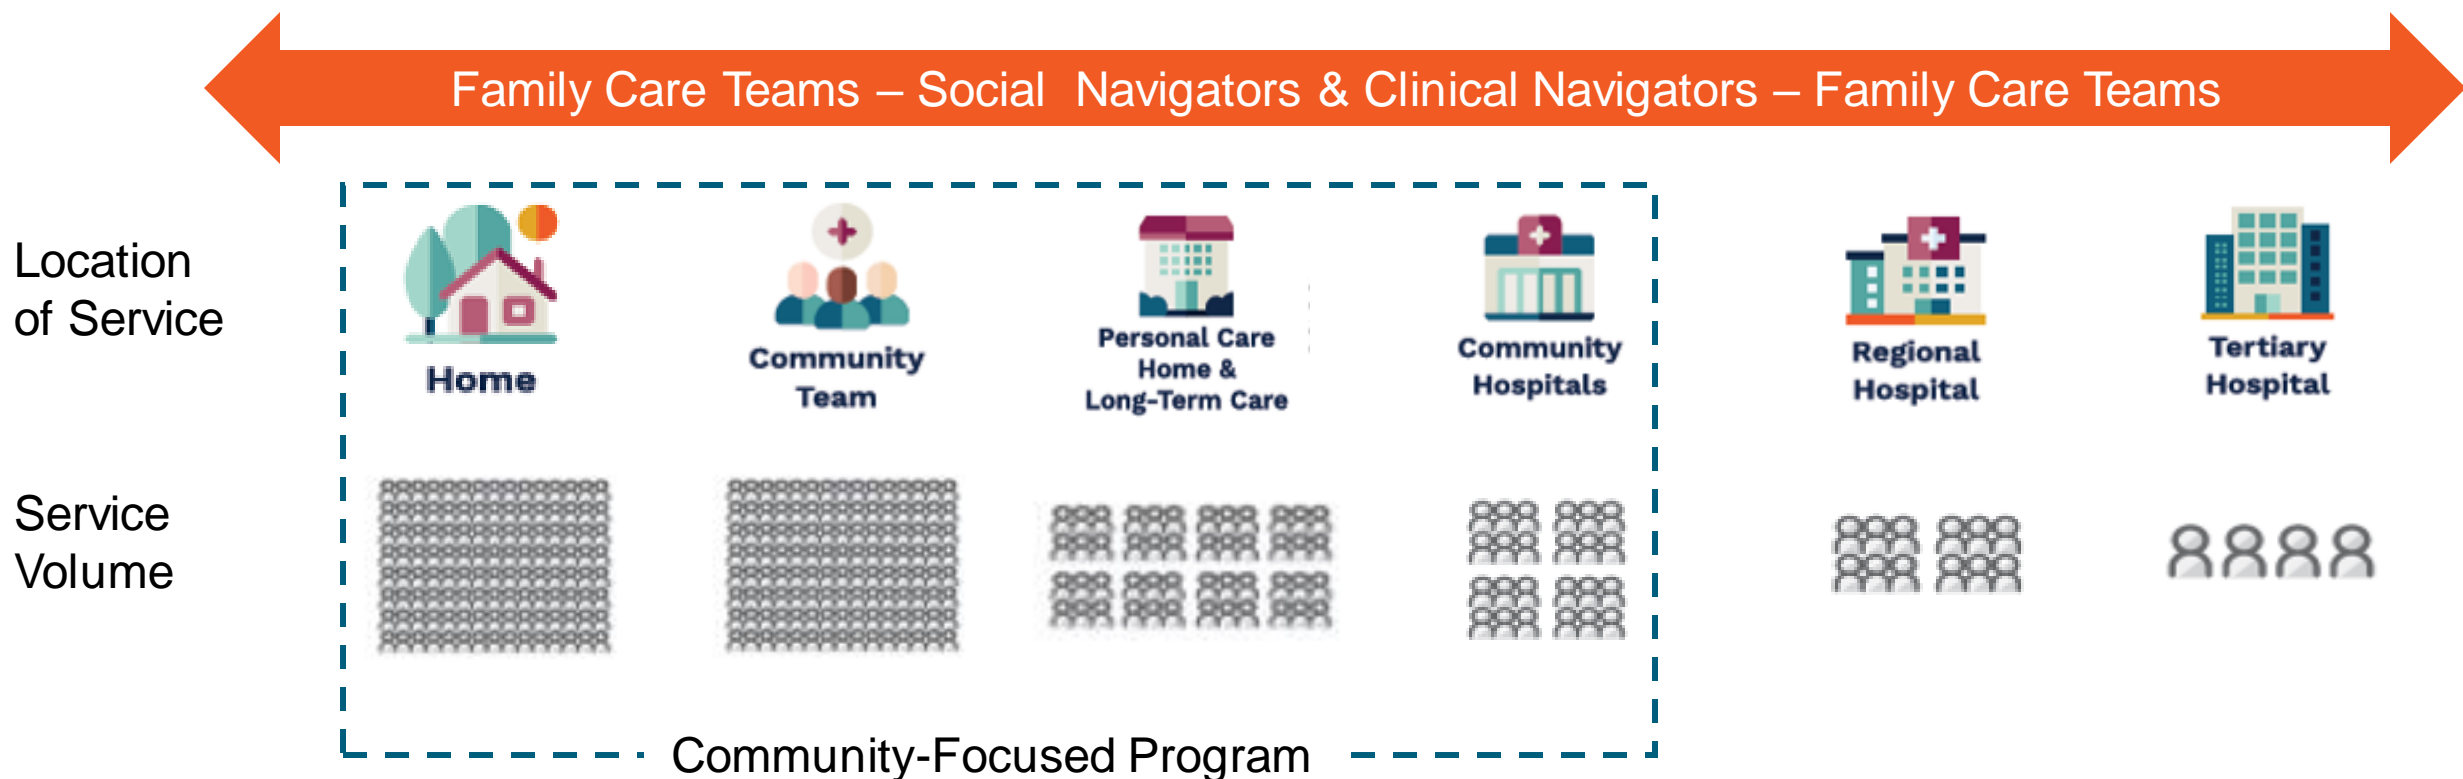 Family Care Teams – Social  Navigators & Clinical Navigators – Family Care Teams
Location
of Service
Home
Community
Team
Personal Care
Home &
Long-Term Care
Community
Hospitals
Regional
Hospital
Tertiary
Hospital
Service
Volume
Community-Focused Program